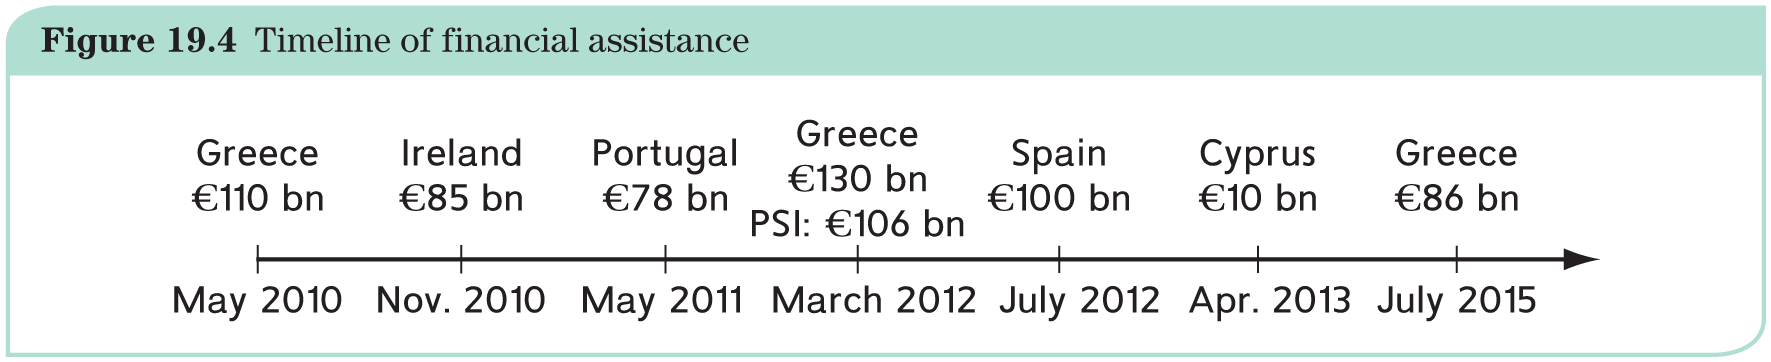 Figure 19.4 Timeline of financial assistance
Greece
€110 bn
Ireland
€85 bn
Portugal
€78 bn
Greece
€130 bn
PSI: €106 bn
Spain
€100 bn
Cyprus
€10 bn
Greece
€86 bn
May 2010 Nov. 2010 May 2011 March 2012 July 2012 Apr. 2013 July 2015